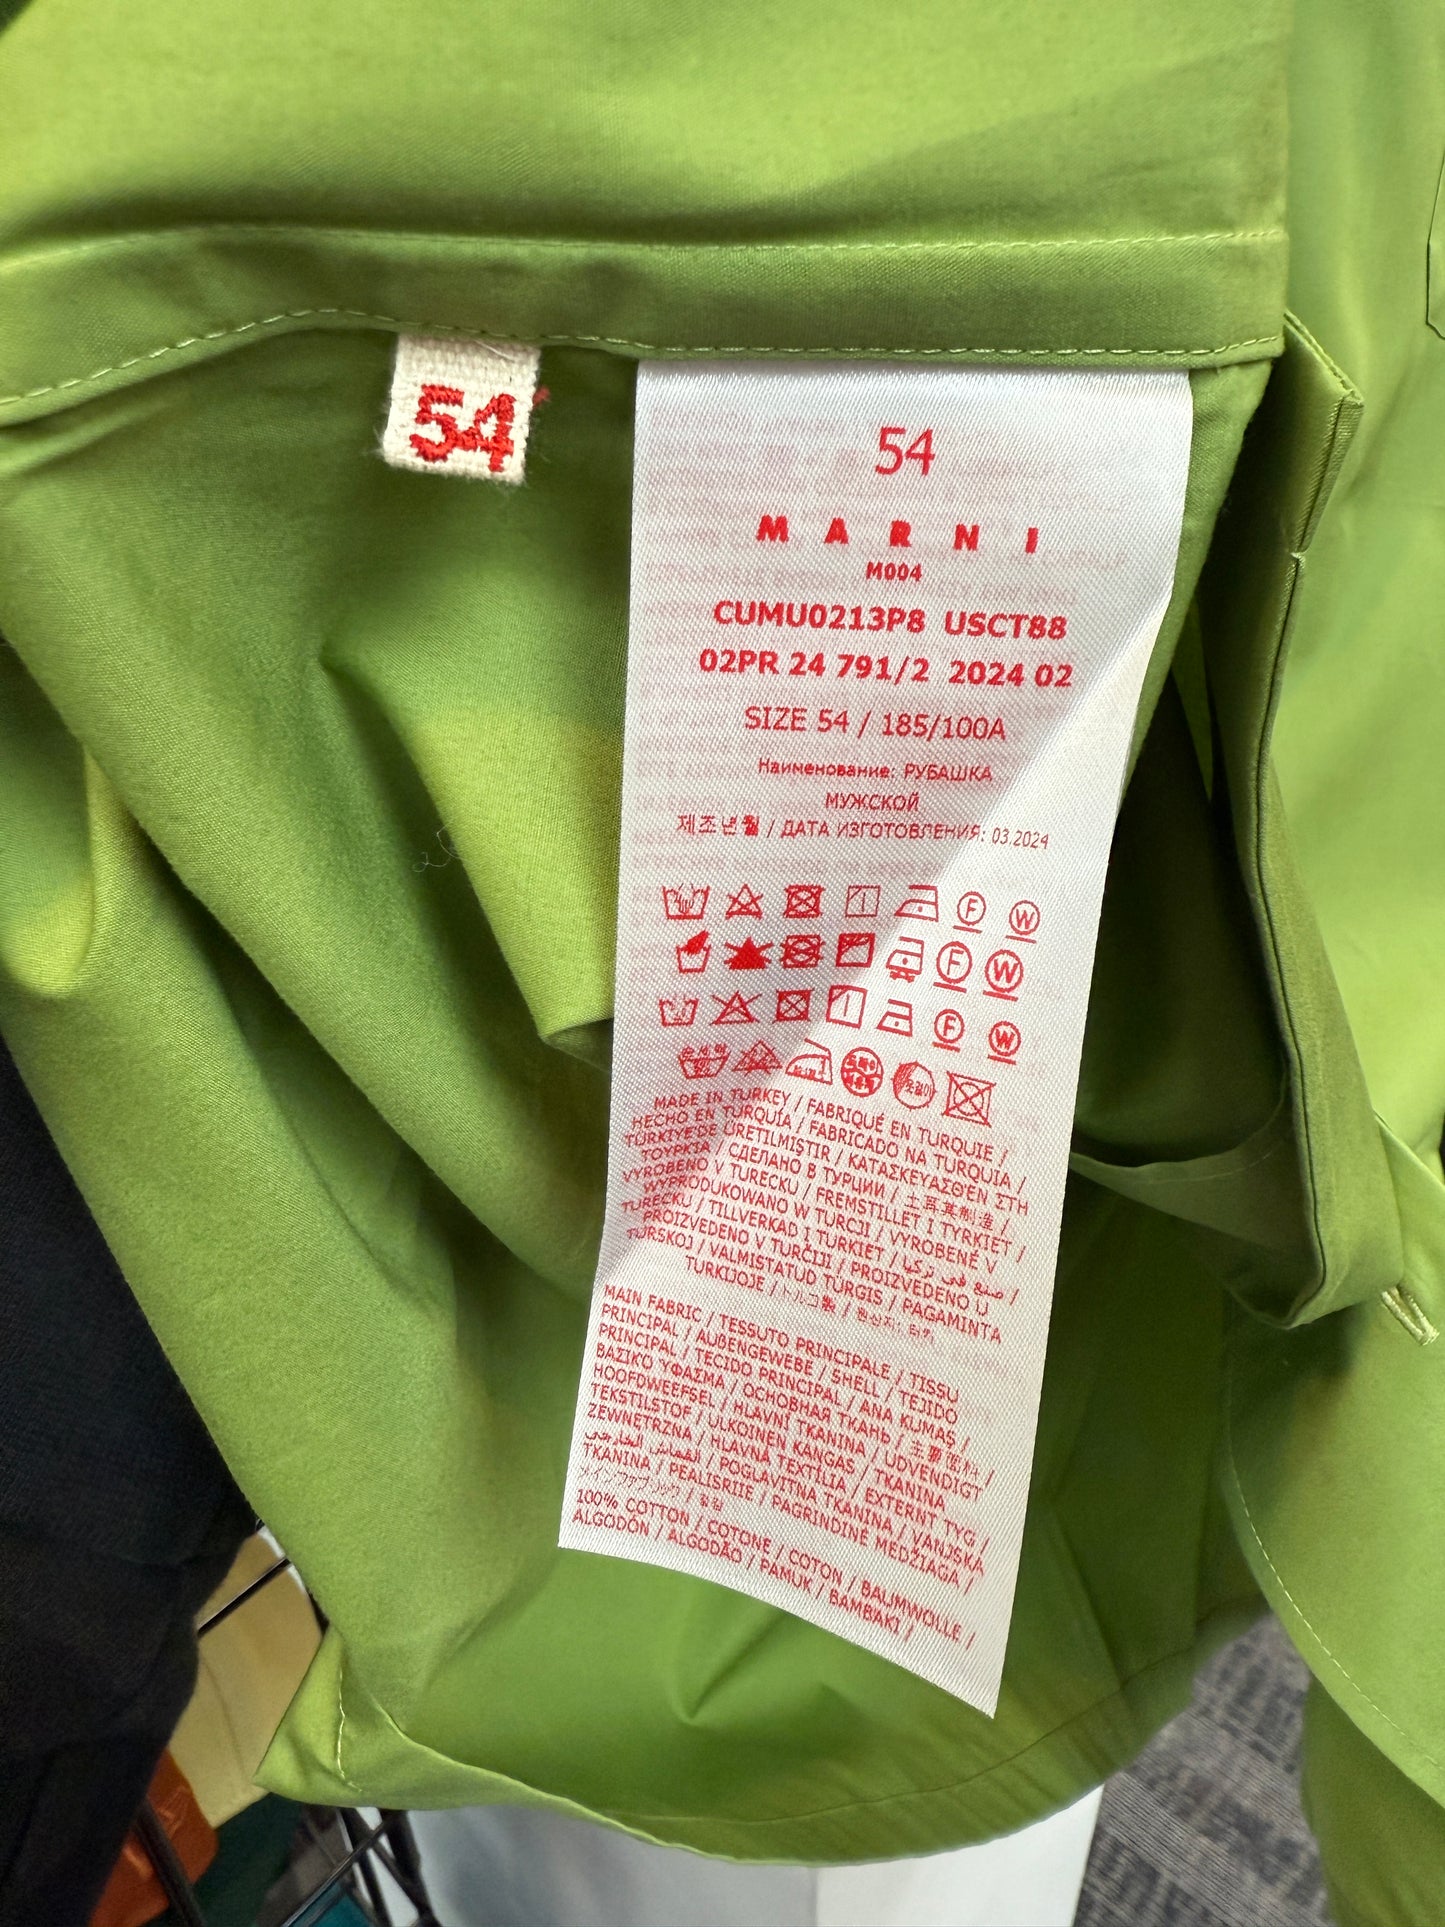 54
54
MARNI
M004
CUMU0213P8 USCT88
02PR 24 791/2 2024 02
SIZE 54 / 185/100A
Наименование: РУБАШКА
МУЖСКОЙ
제조년월 / ДАТА ИЗГОТОВЛЕНИЯ: 03.2024
F W
F W
F W
MADE IN TURKEY / FABRIQUÉ EN TURQUIE /
HECHO EN TURQUÍA / FABRICADO NA TURQUIA /
TÜRKIYE'DE ÜRETILMIŞTIR / ΚΑΤΑΣΚΕΥΑΣΘΈΝ ΣΤΗ
ΤΟΥΡΚΙΑ / СДЕЛАНО В ТУРЦИИ / 土耳其制造 /
VYROBENO V TURECKU / FREMSTILLET I TYRKIET /
WYPRODUKOWANO W TURCJI / VYROBENÉ V
TURECKU / TILLVERKAD I TURKIET / صنع في تركيا /
PROIZVEDENO V TURČIJI / PROIZVEDENO U
TURSKOJ / VALMISTATUD TÜRGIS / PAGAMINTA
TURKIJOJE / トルコ製 / 원산지: 터키
MAIN FABRIC / TESSUTO PRINCIPALE / TISSU
PRINCIPAL / AUßENGEWEBE / SHELL / TEJIDO
PRINCIPAL / TECIDO PRINCIPAL / ANA KUMAŞ /
ΒΑΣΙΚΟ ΥΦΑΣΜΑ / ОСНОВНАЯ ТКАНЬ / 主要面料 /
HOOFDWEEFSEL / HLAVNÍ TKANINA / UDVENDIGT
TEKSTILSTOF / ULKOINEN KANGAS / TKANINA
ZEWNĘTRZNA / HLAVNÁ TEXTÍLIA / EXTERNT TYG /
القماش الخارجي / POGLAVITNA TKANINA / VANJSKA
TKANINA / PEALISRIIE / PAGRINDINĖ MEDŽIAGA /
メインファブリック / 겉감
100% COTTON / COTONE / COTON / BAUMWOLLE /
ALGODÓN / ALGODÃO / PAMUK / ΒΑΜΒΑΚΙ /